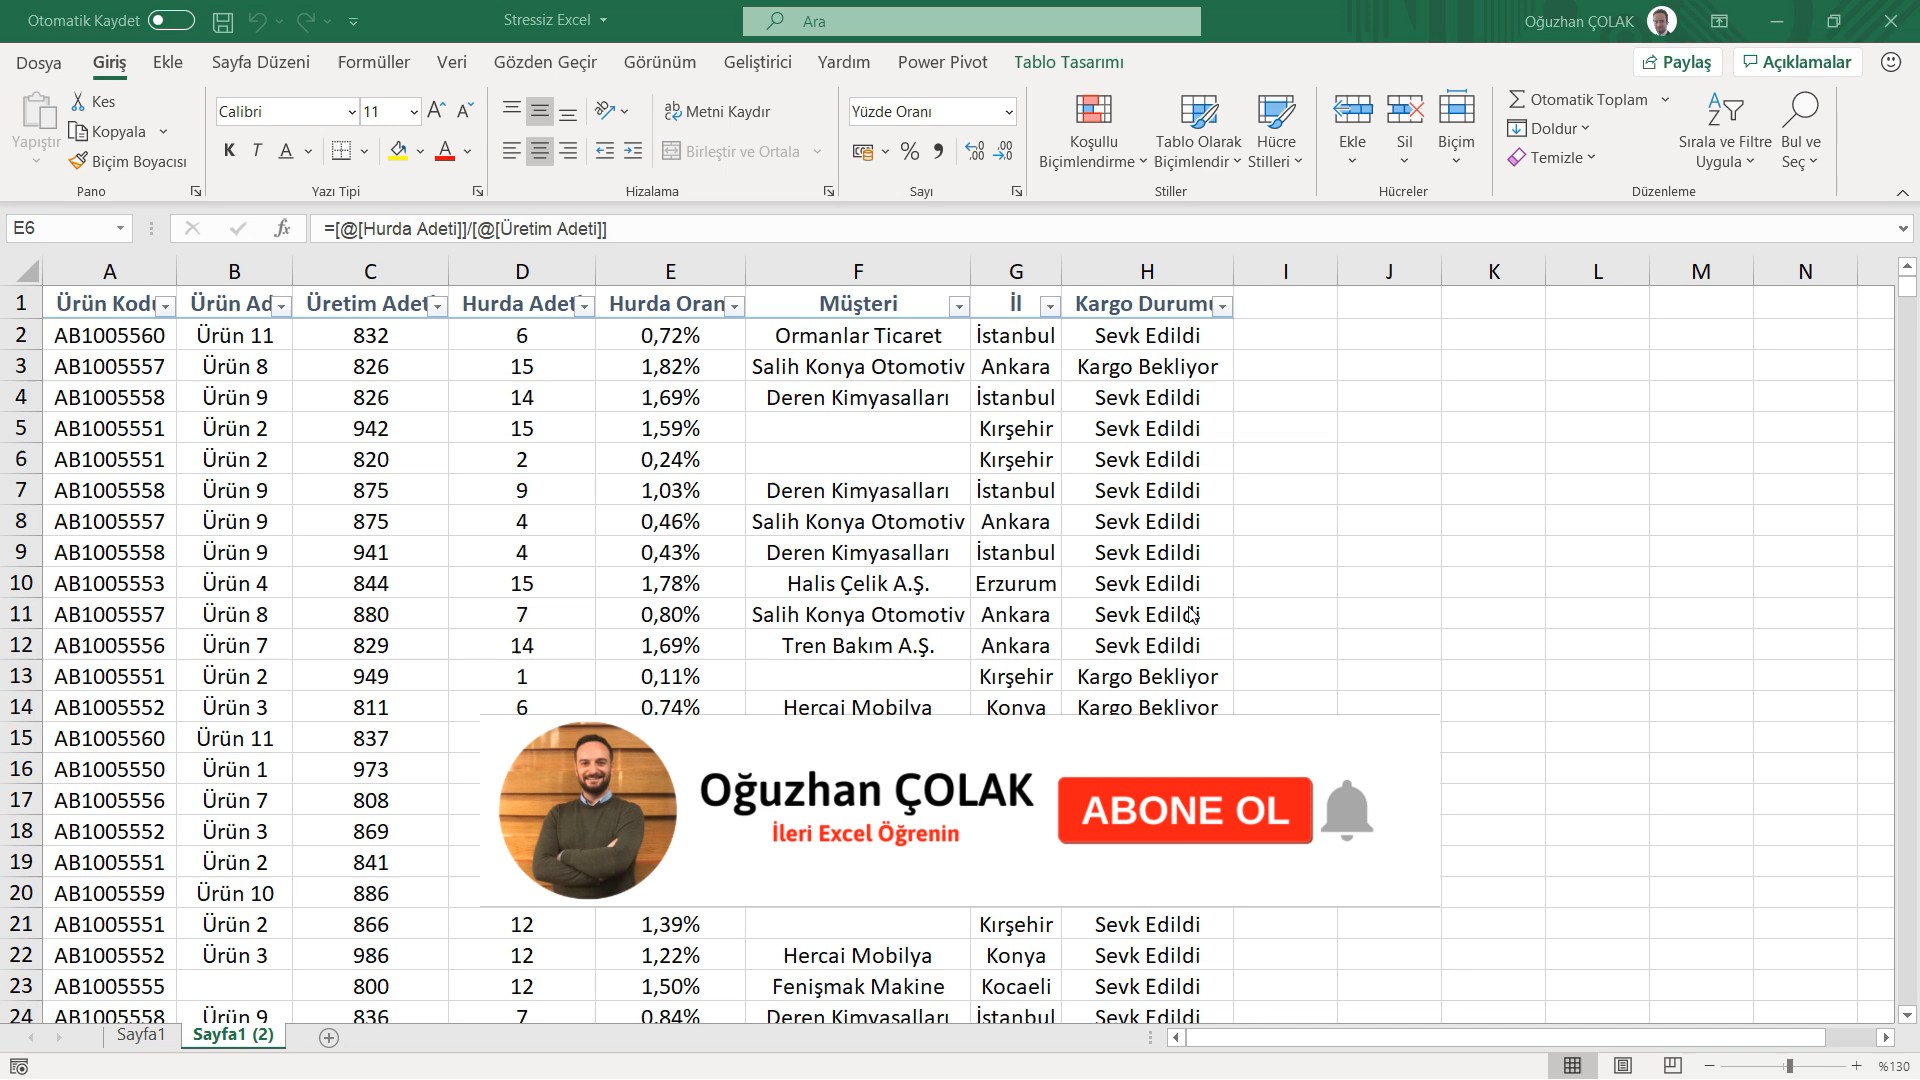 Otomatik Kaydet
Stressiz Excel
Ara
Oğuzhan ÇOLAK
Dosya Giriş Ekle Sayfa Düzeni Formüller Veri Gözden Geçir Görünüm Geliştirici Yardım Power Pivot Tablo Tasarımı Paylaş Açıklamalar
Yapıştır
Kes
Kopyala
Biçim Boyacısı
Pano
Calibri 11
K T A
Yazı Tipi
Metni Kaydır
Birleştir ve Ortala
Hizalama
Yüzde Oranı
Sayı
Koşullu Biçimlendirme
Tablo Olarak Biçimlendir
Hücre Stilleri
Stiller
Ekle
Sil
Biçim
Hücreler
Otomatik Toplam
Doldur
Temizle
Sırala ve Filtre Uygula
Bul ve Seç
Düzenleme
E6
fx
=[@[Hurda Adeti]]/[@[Üretim Adeti]]
A B C D E F G H I J K L M N
1 Ürün Kodu Ürün Ad Üretim Adet Hurda Adet Hurda Oran Müşteri İl Kargo Durumu
2 AB1005560 Ürün 11 832 6 0,72% Ormanlar Ticaret İstanbul Sevk Edildi
3 AB1005557 Ürün 8 826 15 1,82% Salih Konya Otomotiv Ankara Kargo Bekliyor
4 AB1005558 Ürün 9 826 14 1,69% Deren Kimyasalları İstanbul Sevk Edildi
5 AB1005551 Ürün 2 942 15 1,59% Kırşehir Sevk Edildi
6 AB1005551 Ürün 2 820 2 0,24% Kırşehir Sevk Edildi
7 AB1005558 Ürün 9 875 9 1,03% Deren Kimyasalları İstanbul Sevk Edildi
8 AB1005557 Ürün 9 875 4 0,46% Salih Konya Otomotiv Ankara Sevk Edildi
9 AB1005558 Ürün 9 941 4 0,43% Deren Kimyasalları İstanbul Sevk Edildi
10 AB1005553 Ürün 4 844 15 1,78% Halis Çelik A.Ş. Erzurum Sevk Edildi
11 AB1005557 Ürün 8 880 7 0,80% Salih Konya Otomotiv Ankara Sevk Edildi
12 AB1005556 Ürün 7 829 14 1,69% Tren Bakım A.Ş. Ankara Sevk Edildi
13 AB1005551 Ürün 2 949 1 0,11% Kırşehir Kargo Bekliyor
14 AB1005552 Ürün 3 811 6 0,74% Hercai Mobilya Konya Kargo Bekliyor
15 AB1005560 Ürün 11 837
16 AB1005550 Ürün 1 973
17 AB1005556 Ürün 7 808
18 AB1005552 Ürün 3 869
19 AB1005551 Ürün 2 841
20 AB1005559 Ürün 10 886
Oğuzhan ÇOLAK
İleri Excel Öğrenin
ABONE OL
21 AB1005551 Ürün 2 866 12 1,39% Kırşehir Sevk Edildi
22 AB1005552 Ürün 3 986 12 1,22% Hercai Mobilya Konya Sevk Edildi
23 AB1005555 800 12 1,50% Fenişmak Makine Kocaeli Sevk Edildi
24 AB1005558 Ürün 9 836 7 0,84% Deren Kimyasalları İstanbul Sevk Edildi
Sayfa1 Sayfa1 (2)
%130